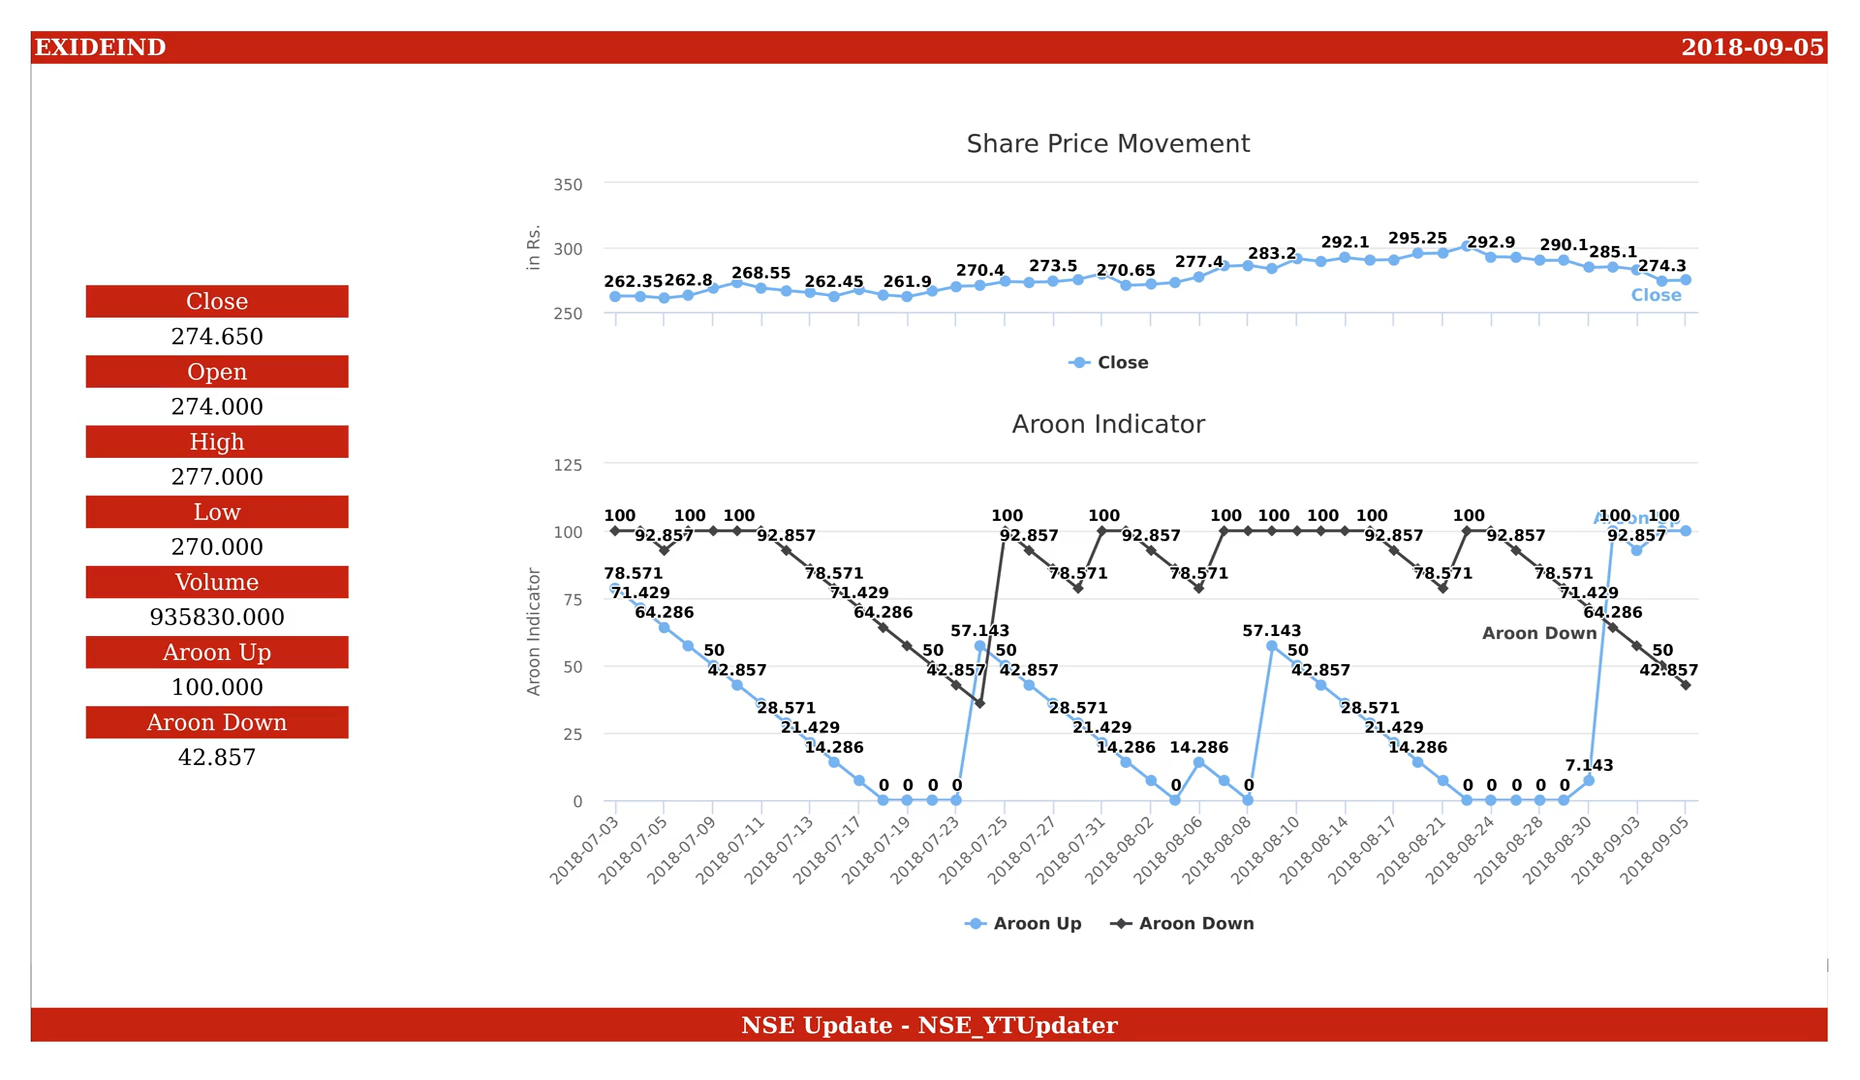 EXIDEIND 2018-09-05
Close
274.650
Open
274.000
High
277.000
Low
270.000
Volume
935830.000
Aroon Up
100.000
Aroon Down
42.857
Share Price Movement
in Rs.
350
300
250
262.35 262.8 268.55 262.45 261.9 270.4 273.5 270.65 277.4 283.2 292.1 295.25 292.9 290.1 285.1 274.3
Close
Close
Aroon Indicator
Aroon Indicator
125
100
75
50
25
0
100 100 100 100 100 100 100 100 100 100 100 100
Aroon Up
92.857 92.857 92.857 92.857 92.857 92.857 92.857
78.571 78.571 78.571 78.571 78.571 78.571
71.429 71.429 71.429
64.286 64.286 64.286
57.143 57.143
Aroon Down
50 50 50 50 50
42.857 42.857 42.857 42.857 42.857
28.571 28.571 28.571
21.429 21.429 21.429
14.286 14.286 14.286 14.286
7.143
0 0 0 0 0 0 0 0 0 0 0
2018-07-03 2018-07-05 2018-07-09 2018-07-11 2018-07-13 2018-07-17 2018-07-19 2018-07-23 2018-07-25 2018-07-27 2018-07-31 2018-08-02 2018-08-06 2018-08-08 2018-08-10 2018-08-14 2018-08-17 2018-08-21 2018-08-24 2018-08-28 2018-08-30 2018-09-03 2018-09-05
Aroon Up Aroon Down
NSE Update - NSE_YTUpdater